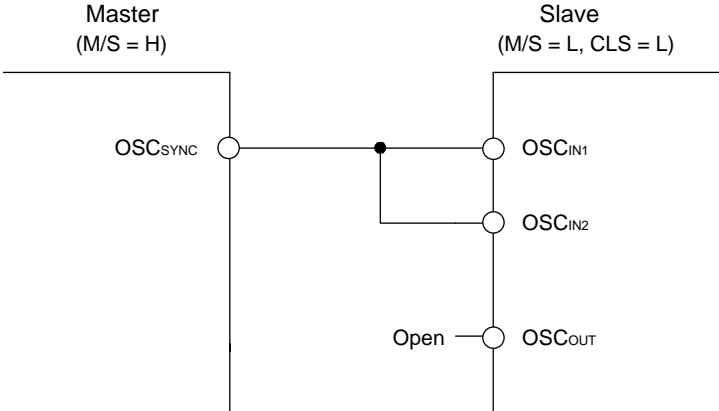 Master
(M/S = H)
Slave
(M/S = L, CLS = L)
OSCSYNC
OSCIN1
OSCIN2
Open
OSCOUT